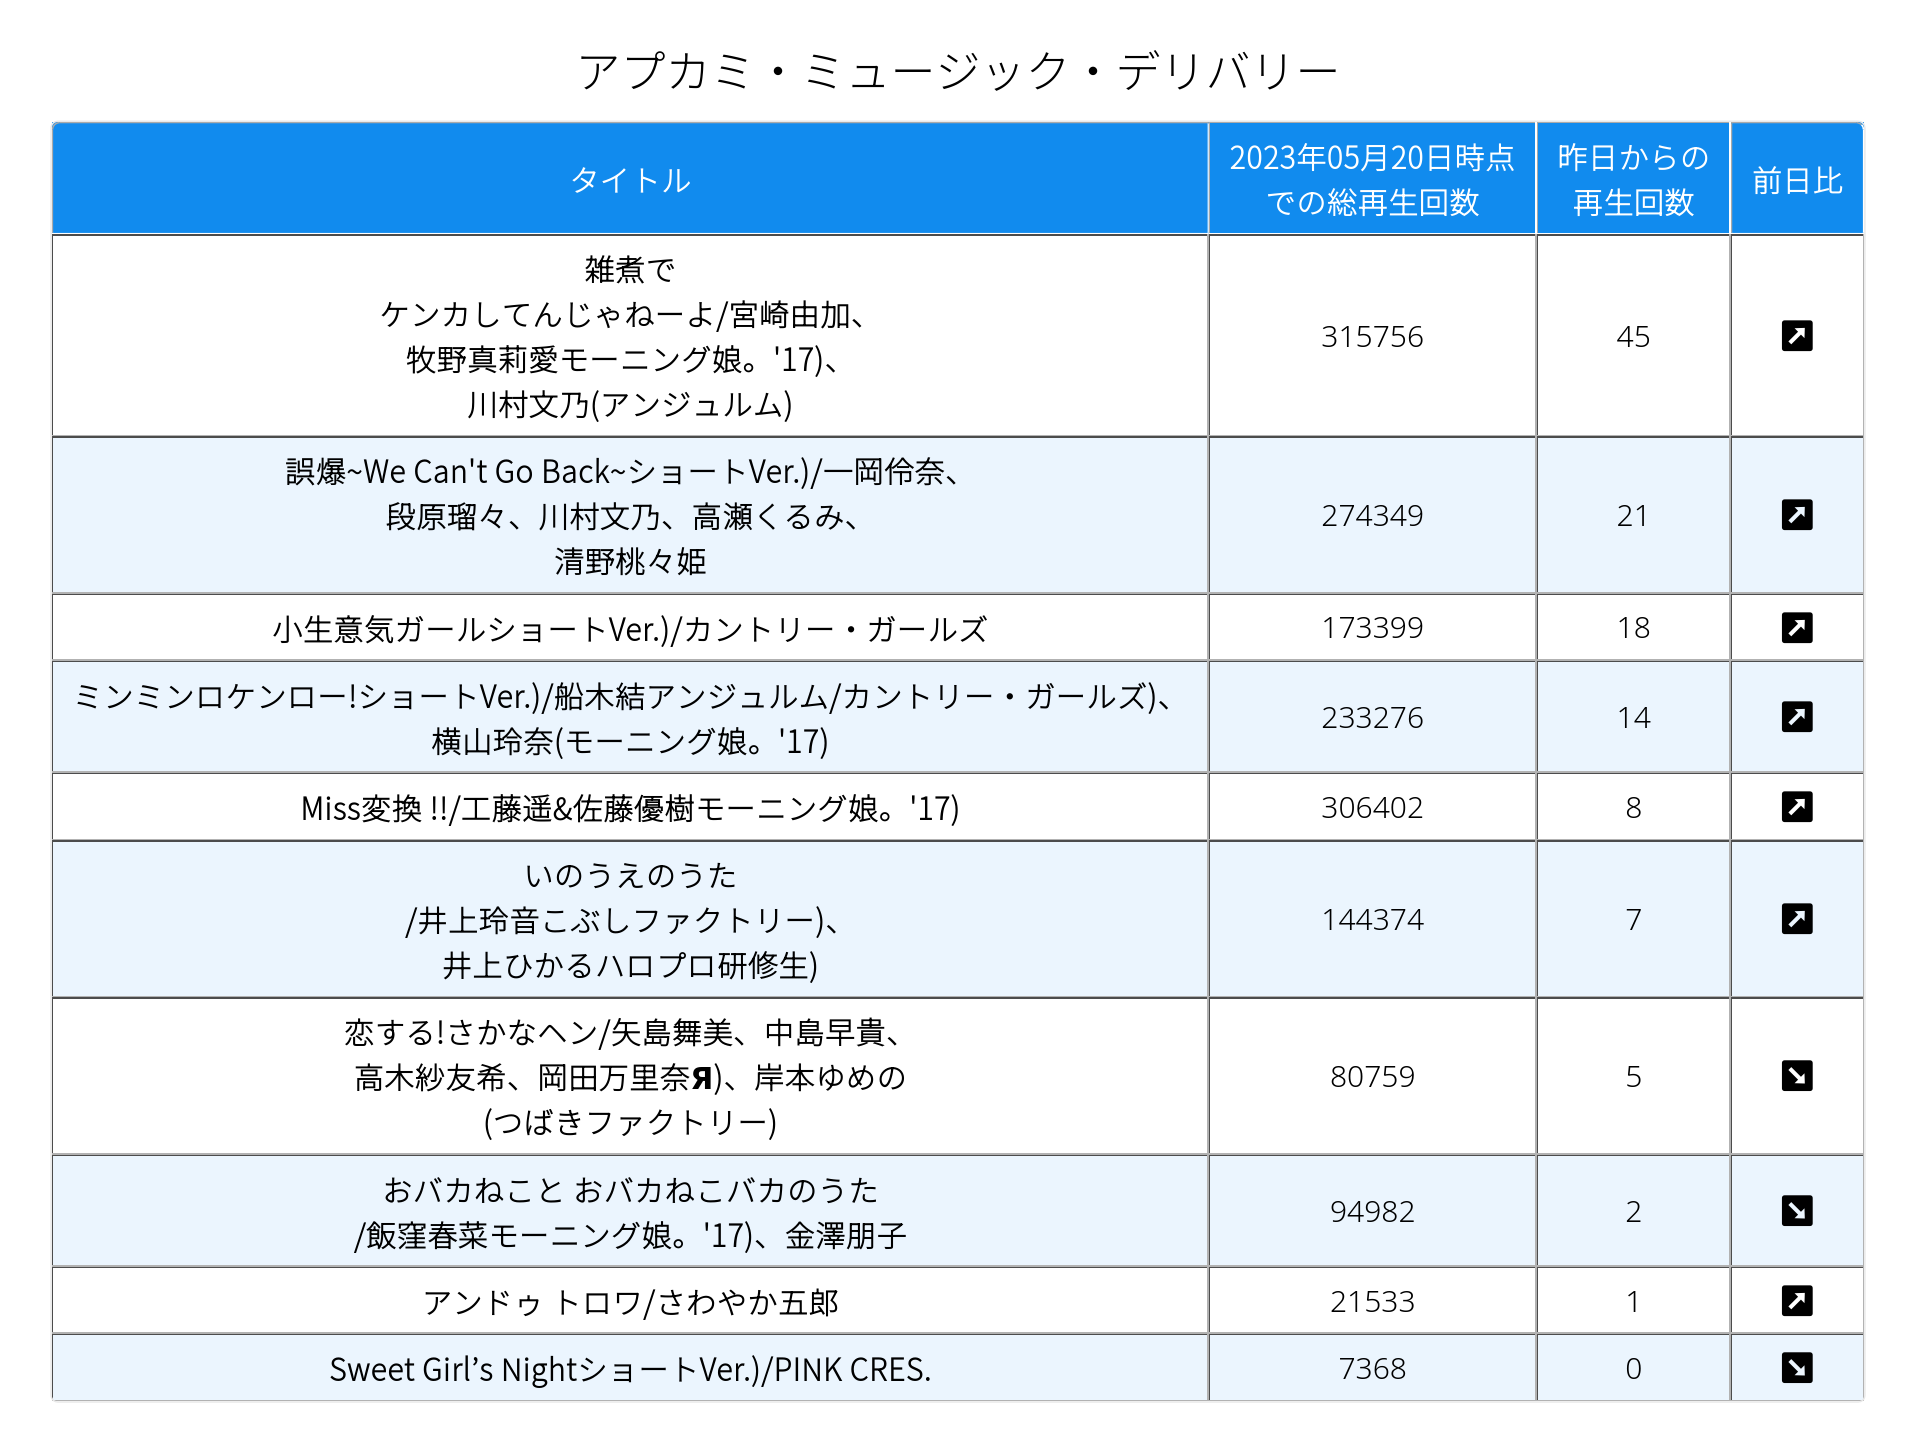 アプカミ・ミュージック・デリバリー
タイトル
2023年05月20日時点
での総再生回数
昨日からの
再生回数
前日比
雑煮で
ケンカしてんじゃねーよ/宮崎由加、
牧野真莉愛モーニング娘。'17)、
川村文乃(アンジュルム)
315756
45
誤爆~We Can't Go Back~ショートVer.)/一岡伶奈、
段原瑠々、川村文乃、高瀬くるみ、
清野桃々姫
274349
21
小生意気ガールショートVer.)/カントリー・ガールズ
173399
18
ミンミンロケンロー!ショートVer.)/船木結アンジュルム/カントリー・ガールズ)、
横山玲奈(モーニング娘。'17)
233276
14
Miss変換 !!/工藤遥&佐藤優樹モーニング娘。'17)
306402
8
いのうえのうた
/井上玲音こぶしファクトリー)、
井上ひかるハロプロ研修生)
144374
7
恋する!さかなヘン/矢島舞美、中島早貴、
高木紗友希、岡田万里奈Я)、岸本ゆめの
(つばきファクトリー)
80759
5
おバカねこと おバカねこバカのうた
/飯窪春菜モーニング娘。'17)、金澤朋子
94982
2
アンドゥ トロワ/さわやか五郎
21533
1
Sweet Girl’s NightショートVer.)/PINK CRES.
7368
0